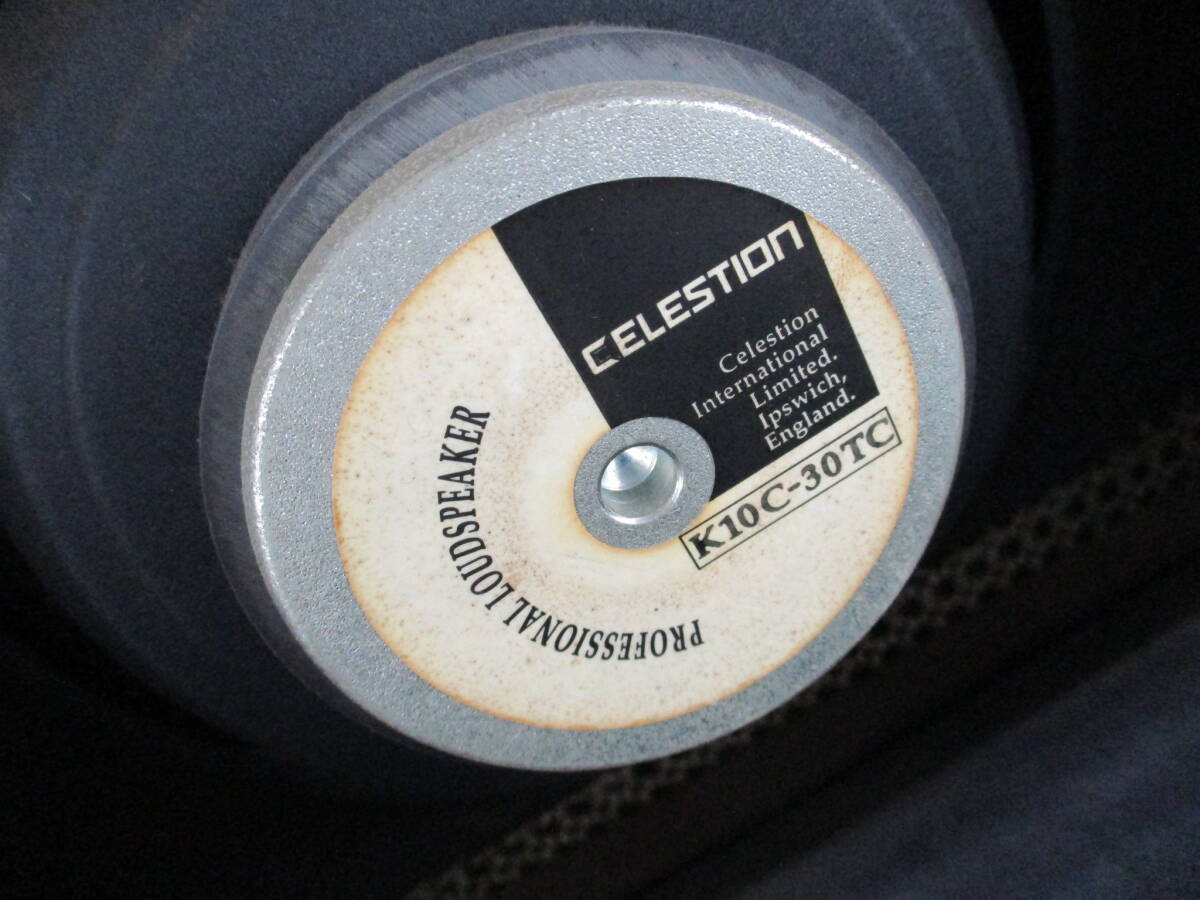 CELESTION
Celestion
International
Limited.
Ipswich,
England.
K10C-30TC
PROFESSIONAL LOUDSPEAKER